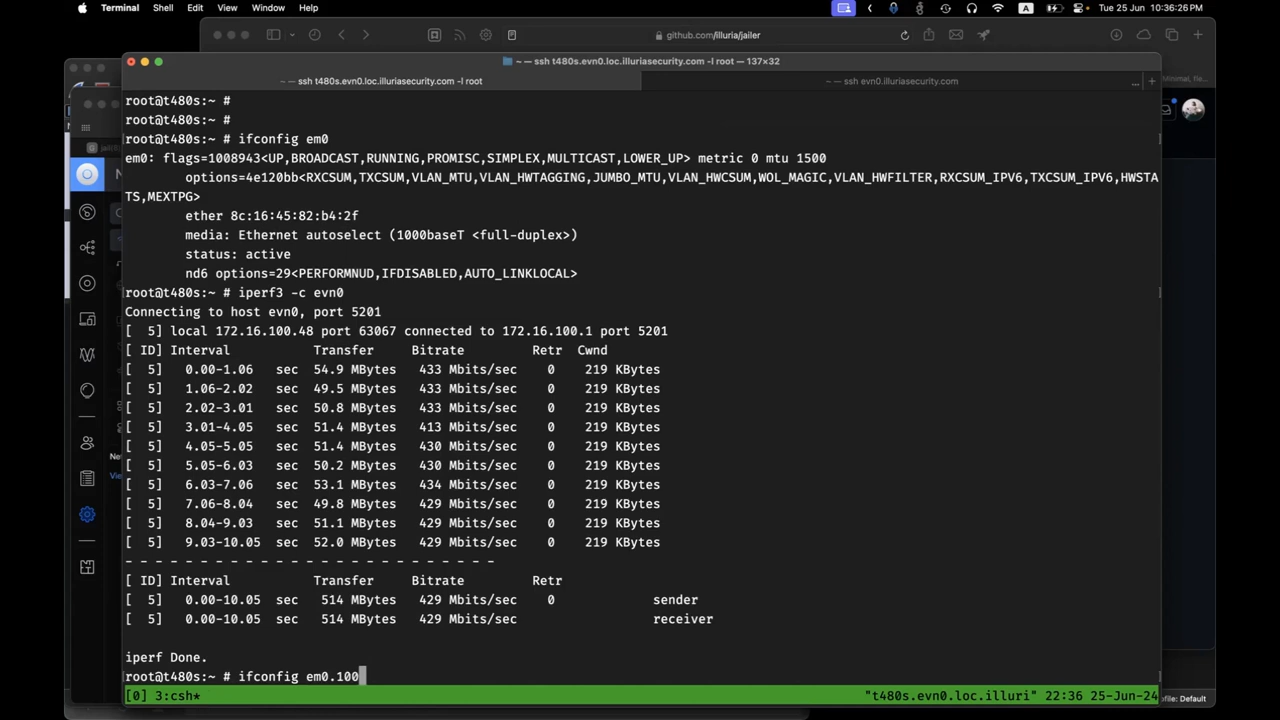 Terminal Shell Edit View Window Help A Tue 25 Jun 10:36:26 PM
github.com/illuria/jailer
~ — ssh t480s.evn0.loc.illuriasecurity.com -l root — 137×32
~ — ssh t480s.evn0.loc.illuriasecurity.com -l root
~ — ssh evn0.illuriasecurity.com
... +
root@t480s:~ #
root@t480s:~ #
root@t480s:~ # ifconfig em0
em0: flags=1008943<UP,BROADCAST,RUNNING,PROMISC,SIMPLEX,MULTICAST,LOWER_UP> metric 0 mtu 1500
options=4e120bb<RXCSUM,TXCSUM,VLAN_MTU,VLAN_HWTAGGING,JUMBO_MTU,VLAN_HWCSUM,WOL_MAGIC,VLAN_HWFILTER,RXCSUM_IPV6,TXCSUM_IPV6,HWSTA
TS,MEXTPG>
ether 8c:16:45:82:b4:2f
media: Ethernet autoselect (1000baseT <full-duplex>)
status: active
nd6 options=29<PERFORMNUD,IFDISABLED,AUTO_LINKLOCAL>
root@t480s:~ # iperf3 -c evn0
Connecting to host evn0, port 5201
[  5] local 172.16.100.48 port 63067 connected to 172.16.100.1 port 5201
[ ID] Interval           Transfer     Bitrate         Retr  Cwnd
[  5]   0.00-1.06   sec  54.9 MBytes   433 Mbits/sec    0    219 KBytes
[  5]   1.06-2.02   sec  49.5 MBytes   433 Mbits/sec    0    219 KBytes
[  5]   2.02-3.01   sec  50.8 MBytes   433 Mbits/sec    0    219 KBytes
[  5]   3.01-4.05   sec  51.4 MBytes   413 Mbits/sec    0    219 KBytes
[  5]   4.05-5.05   sec  51.4 MBytes   430 Mbits/sec    0    219 KBytes
[  5]   5.05-6.03   sec  50.2 MBytes   430 Mbits/sec    0    219 KBytes
[  5]   6.03-7.06   sec  53.1 MBytes   434 Mbits/sec    0    219 KBytes
[  5]   7.06-8.04   sec  49.8 MBytes   429 Mbits/sec    0    219 KBytes
[  5]   8.04-9.03   sec  51.1 MBytes   429 Mbits/sec    0    219 KBytes
[  5]   9.03-10.05  sec  52.0 MBytes   429 Mbits/sec    0    219 KBytes
- - - - - - - - - - - - - - - - - - - - - - - - -
[ ID] Interval           Transfer     Bitrate         Retr
[  5]   0.00-10.05  sec   514 MBytes   429 Mbits/sec    0             sender
[  5]   0.00-10.05  sec   514 MBytes   429 Mbits/sec                  receiver
iperf Done.
root@t480s:~ # ifconfig em0.100
[0] 3:csh* "t480s.evn0.loc.illuri" 22:36 25-Jun-24
file: Default